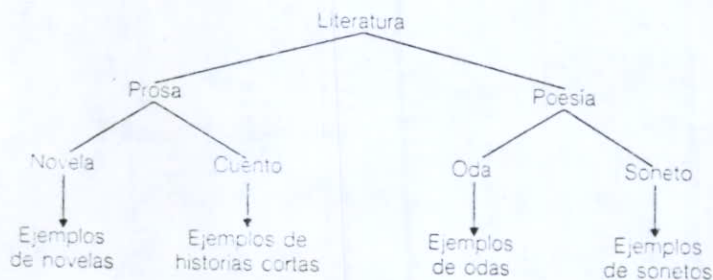 Literatura
Prosa
Poesía
Novela
Cuento
Oda
Soneto
Ejemplos
de novelas
Ejemplos de
historias cortas
Ejemplos
de odas
Ejemplos
de sonetos